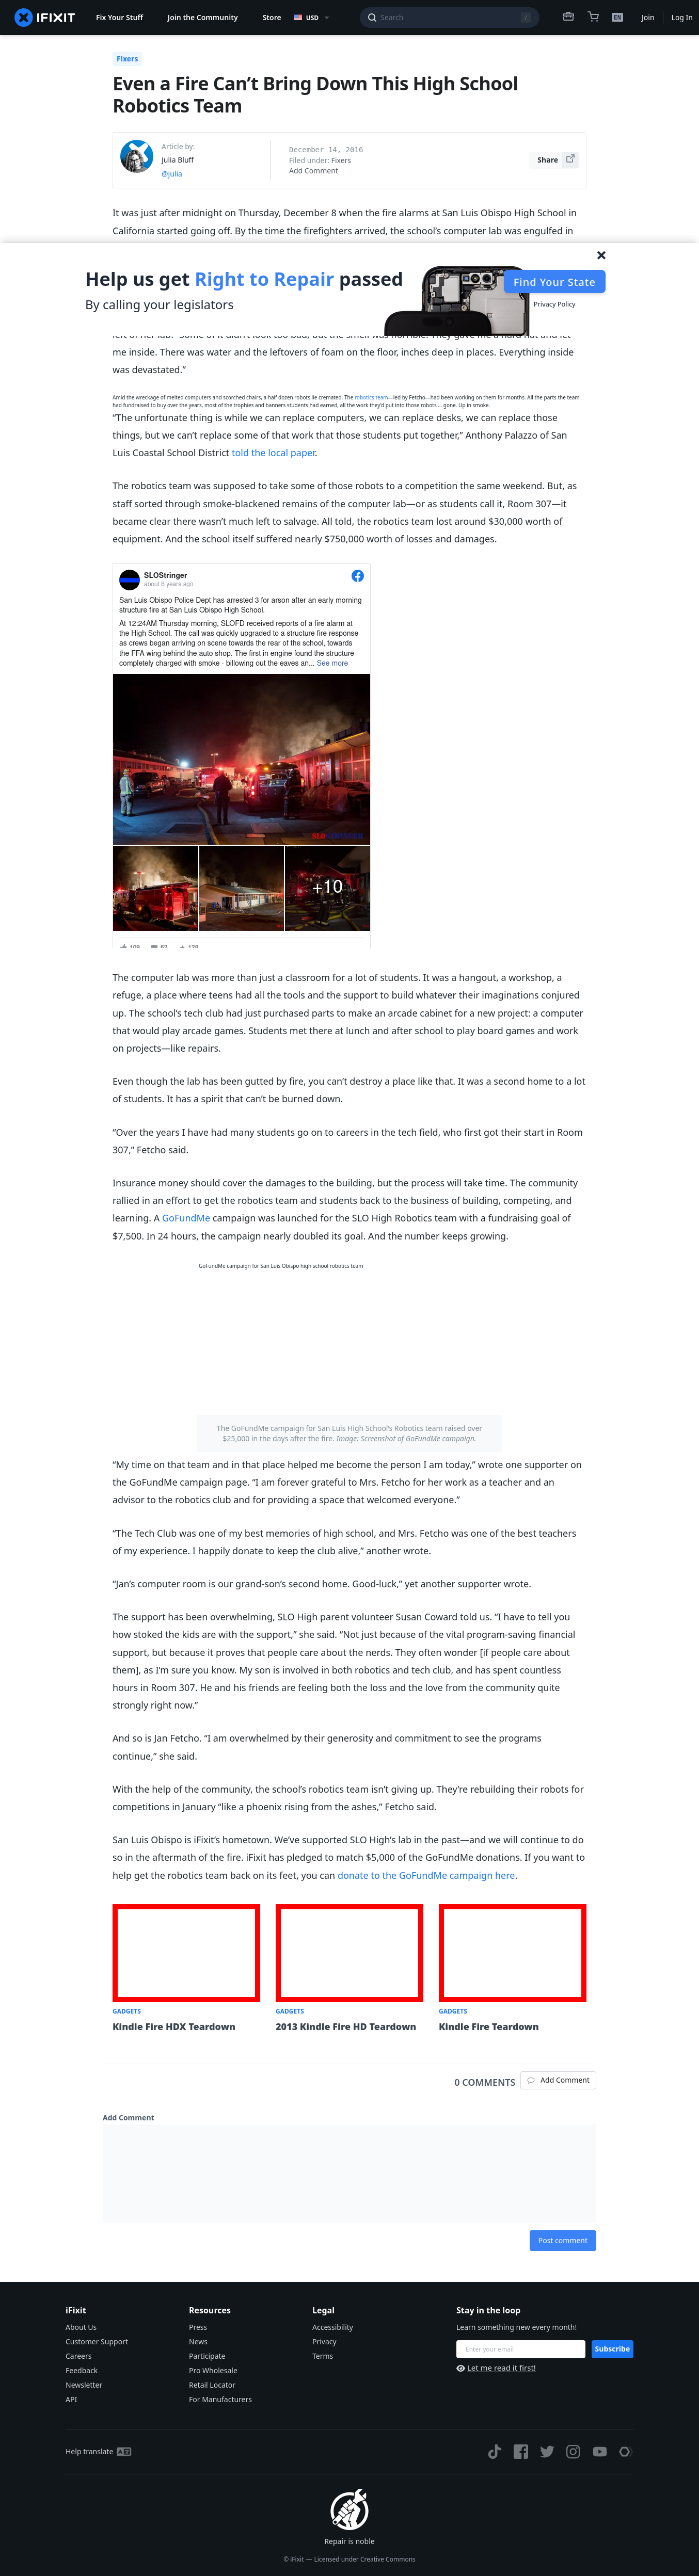 IFIXIT
Fix Your Stuff
Join the Community
Store
USD
Search
/
EN
Join
Log In
Fixers
Even a Fire Can't Bring Down This High School
Robotics Team
Article by:
Julia Bluff
@julia
December 14, 2016
Filed under: Fixers
Add Comment
Share
It was just after midnight on Thursday, December 8 when the fire alarms at San Luis Obispo High School in
California started going off. By the time the firefighters arrived, the school's computer lab was engulfed in
Help us get Right to Repair passed
By calling your legislators
Find Your State
Privacy Policy
me inside. There was water and the leftovers of foam on the floor, inches deep in places. Everything inside
was devastated.”
Amid the wreckage of melted computers and scorched chairs, a half dozen robots lie cremated. The robotics team—led by Fetcho—had been working on them for months. All the parts the team
had fundraised to buy over the years, most of the trophies and banners students had earned, all the work they'd put into those robots … gone. Up in smoke.
“The unfortunate thing is while we can replace computers, we can replace desks, we can replace those
things, but we can't replace some of that work that those students put together,” Anthony Palazzo of San
Luis Coastal School District told the local paper.
The robotics team was supposed to take some of those robots to a competition the same weekend. But, as
staff sorted through smoke-blackened remains of the computer lab—or as students call it, Room 307—it
became clear there wasn't much left to salvage. All told, the robotics team lost around $30,000 worth of
equipment. And the school itself suffered nearly $750,000 worth of losses and damages.
SLOStringer
about 6 years ago
San Luis Obispo Police Dept has arrested 3 for arson after an early morning
structure fire at San Luis Obispo High School.
At 12:24AM Thursday morning, SLOFD received reports of a fire alarm at
the High School. The call was quickly upgraded to a structure fire response
as crews began arriving on scene towards the rear of the school, towards
the FFA wing behind the auto shop. The first in engine found the structure
completely charged with smoke - billowing out the eaves an... See more
+10
The computer lab was more than just a classroom for a lot of students. It was a hangout, a workshop, a
refuge, a place where teens had all the tools and the support to build whatever their imaginations conjured
up. The school's tech club had just purchased parts to make an arcade cabinet for a new project: a computer
that would play arcade games. Students met there at lunch and after school to play board games and work
on projects—like repairs.
Even though the lab has been gutted by fire, you can't destroy a place like that. It was a second home to a lot
of students. It has a spirit that can't be burned down.
“Over the years I have had many students go on to careers in the tech field, who first got their start in Room
307,” Fetcho said.
Insurance money should cover the damages to the building, but the process will take time. The community
rallied in an effort to get the robotics team and students back to the business of building, competing, and
learning. A GoFundMe campaign was launched for the SLO High Robotics team with a fundraising goal of
$7,500. In 24 hours, the campaign nearly doubled its goal. And the number keeps growing.
GoFundMe campaign for San Luis Obispo high school robotics team
The GoFundMe campaign for San Luis High School's Robotics team raised over
$25,000 in the days after the fire. Image: Screenshot of GoFundMe campaign.
“My time on that team and in that place helped me become the person I am today,” wrote one supporter on
the GoFundMe campaign page. “I am forever grateful to Mrs. Fetcho for her work as a teacher and an
advisor to the robotics club and for providing a space that welcomed everyone.”
“The Tech Club was one of my best memories of high school, and Mrs. Fetcho was one of the best teachers
of my experience. I happily donate to keep the club alive,” another wrote.
“Jan's computer room is our grand-son's second home. Good-luck,” yet another supporter wrote.
The support has been overwhelming, SLO High parent volunteer Susan Coward told us. “I have to tell you
how stoked the kids are with the support,” she said. “Not just because of the vital program-saving financial
support, but because it proves that people care about the nerds. They often wonder [if people care about
them], as I'm sure you know. My son is involved in both robotics and tech club, and has spent countless
hours in Room 307. He and his friends are feeling both the loss and the love from the community quite
strongly right now.”
And so is Jan Fetcho. “I am overwhelmed by their generosity and commitment to see the programs
continue,” she said.
With the help of the community, the school's robotics team isn't giving up. They're rebuilding their robots for
competitions in January “like a phoenix rising from the ashes,” Fetcho said.
San Luis Obispo is iFixit's hometown. We've supported SLO High's lab in the past—and we will continue to do
so in the aftermath of the fire. iFixit has pledged to match $5,000 of the GoFundMe donations. If you want to
help get the robotics team back on its feet, you can donate to the GoFundMe campaign here.
GADGETS
Kindle Fire HDX Teardown
GADGETS
2013 Kindle Fire HD Teardown
GADGETS
Kindle Fire Teardown
0 COMMENTS
Add Comment
Add Comment
Post comment
iFixit
About Us
Customer Support
Careers
Feedback
Newsletter
API
Resources
Press
News
Participate
Pro Wholesale
Retail Locator
For Manufacturers
Legal
Accessibility
Privacy
Terms
Stay in the loop
Learn something new every month!
Enter your email
Subscribe
Let me read it first!
Help translate
Repair is noble
© iFixit — Licensed under Creative Commons